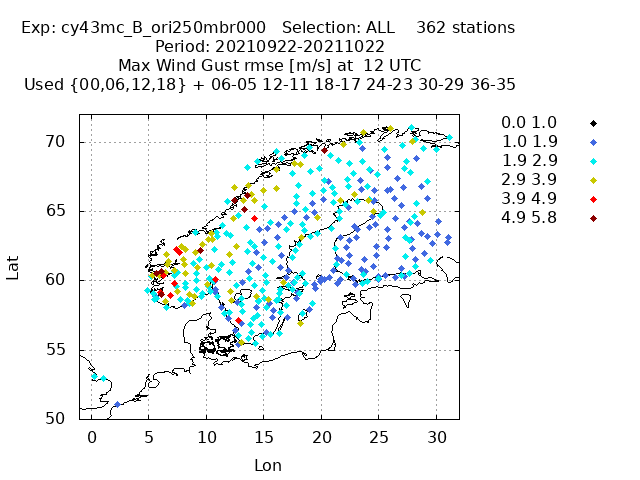 Exp: cy43mc_B_ori250mbr000   Selection: ALL    362 stations
Period: 20210922-20211022
Max Wind Gust rmse [m/s] at  12 UTC
Used {00,06,12,18} + 06-05 12-11 18-17 24-23 30-29 36-35
0.0 1.0
1.0 1.9
1.9 2.9
2.9 3.9
3.9 4.9
4.9 5.8
70
65
60
55
50
Lat
0 5 10 15 20 25 30
Lon